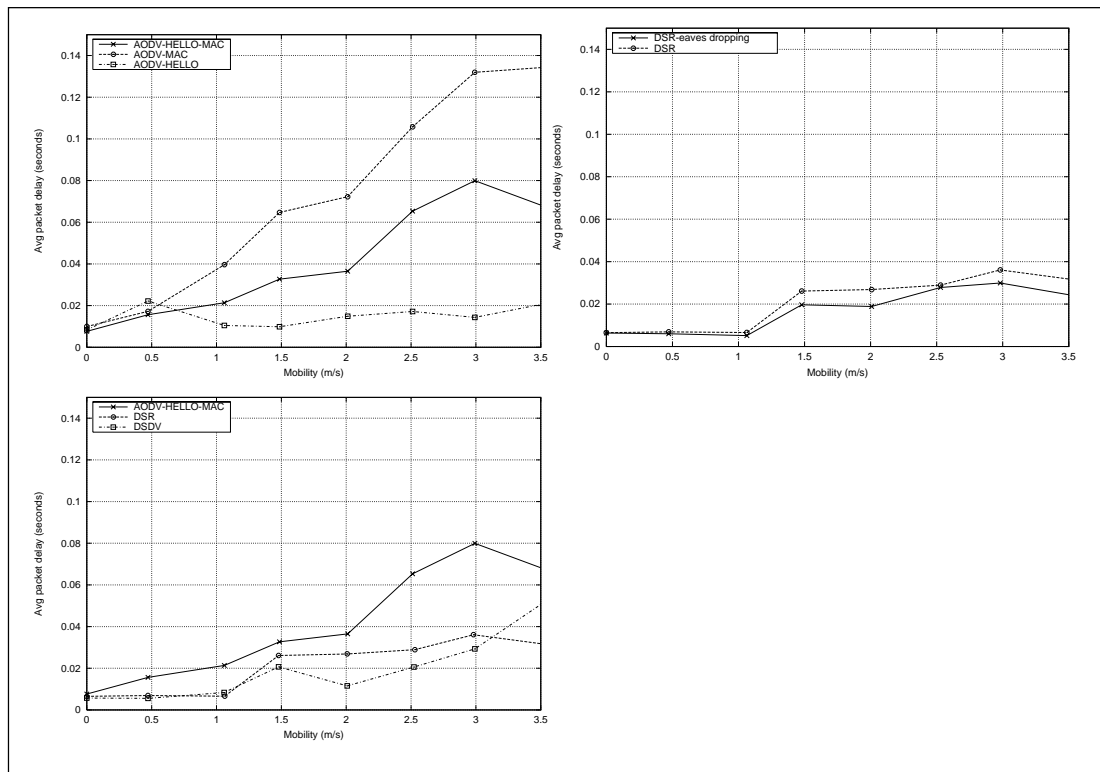 AODV-HELLO-MAC
AODV-MAC
AODV-HELLO
0.14
0.12
0.1
0.08
0.06
0.04
0.02
0
Avg packet delay (seconds)
0 0.5 1 1.5 2 2.5 3 3.5
Mobility (m/s)
DSR-eaves dropping
DSR
0.14
0.12
0.1
0.08
0.06
0.04
0.02
0
Avg packet delay (seconds)
0 0.5 1 1.5 2 2.5 3 3.5
Mobility (m/s)
AODV-HELLO-MAC
DSR
DSDV
0.14
0.12
0.1
0.08
0.06
0.04
0.02
0
Avg packet delay (seconds)
0 0.5 1 1.5 2 2.5 3 3.5
Mobility (m/s)